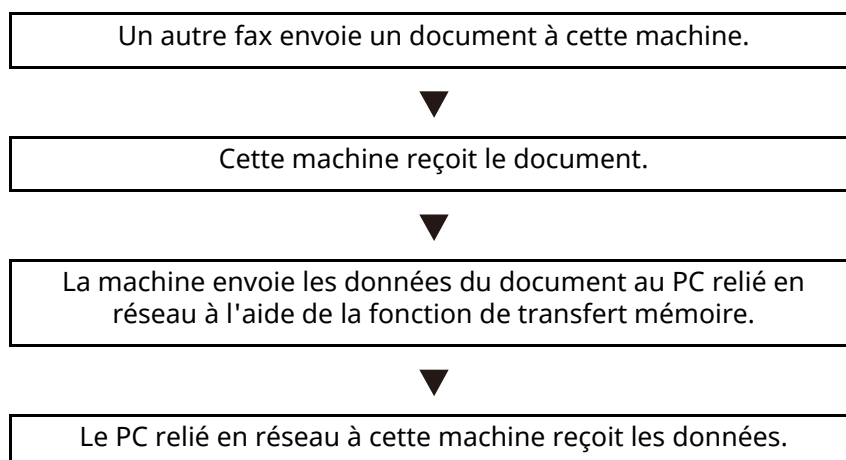 Un autre fax envoie un document à cette machine.
Cette machine reçoit le document.
La machine envoie les données du document au PC relié en
réseau à l'aide de la fonction de transfert mémoire.
Le PC relié en réseau à cette machine reçoit les données.